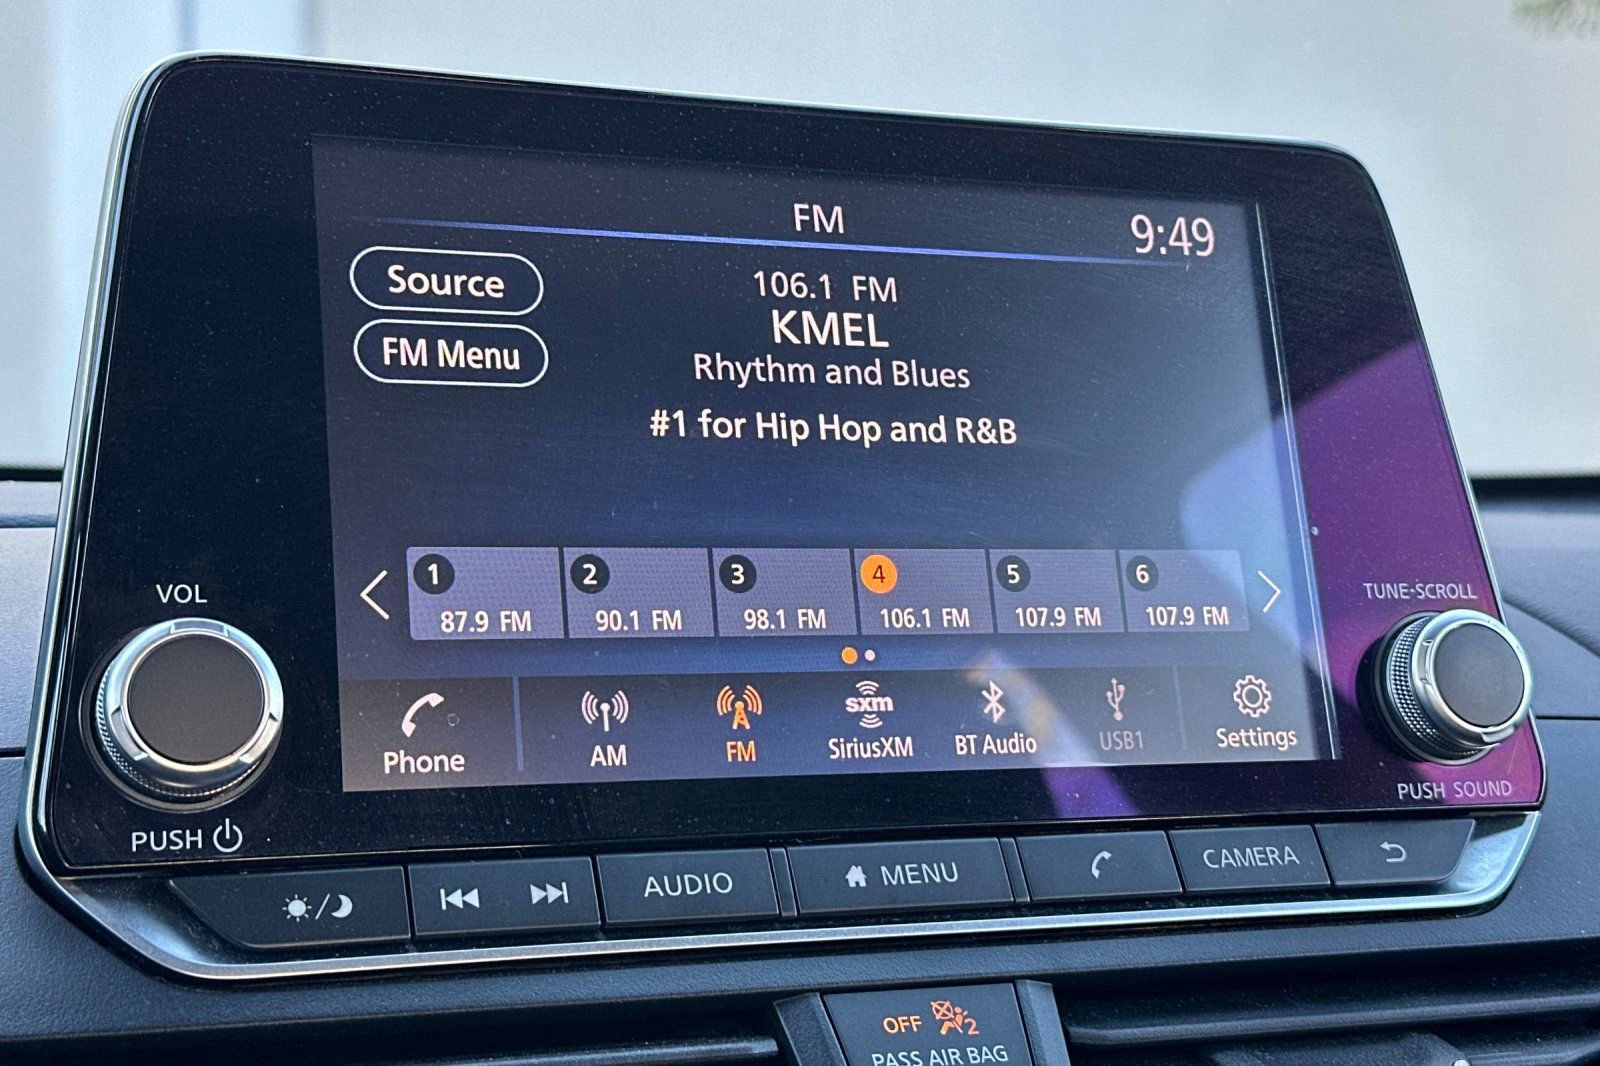 FM
9:49
Source
106.1 FM
KMEL
FM Menu
Rhythm and Blues
#1 for Hip Hop and R&B
1 2 3 4 5 6
87.9 FM 90.1 FM 98.1 FM 106.1 FM 107.9 FM 107.9 FM
VOL
TUNE-SCROLL
sxm
Phone AM FM SiriusXM BT Audio USB1 Settings
PUSH
PUSH SOUND
AUDIO
MENU
CAMERA
OFF 2
PASS AIR BAG